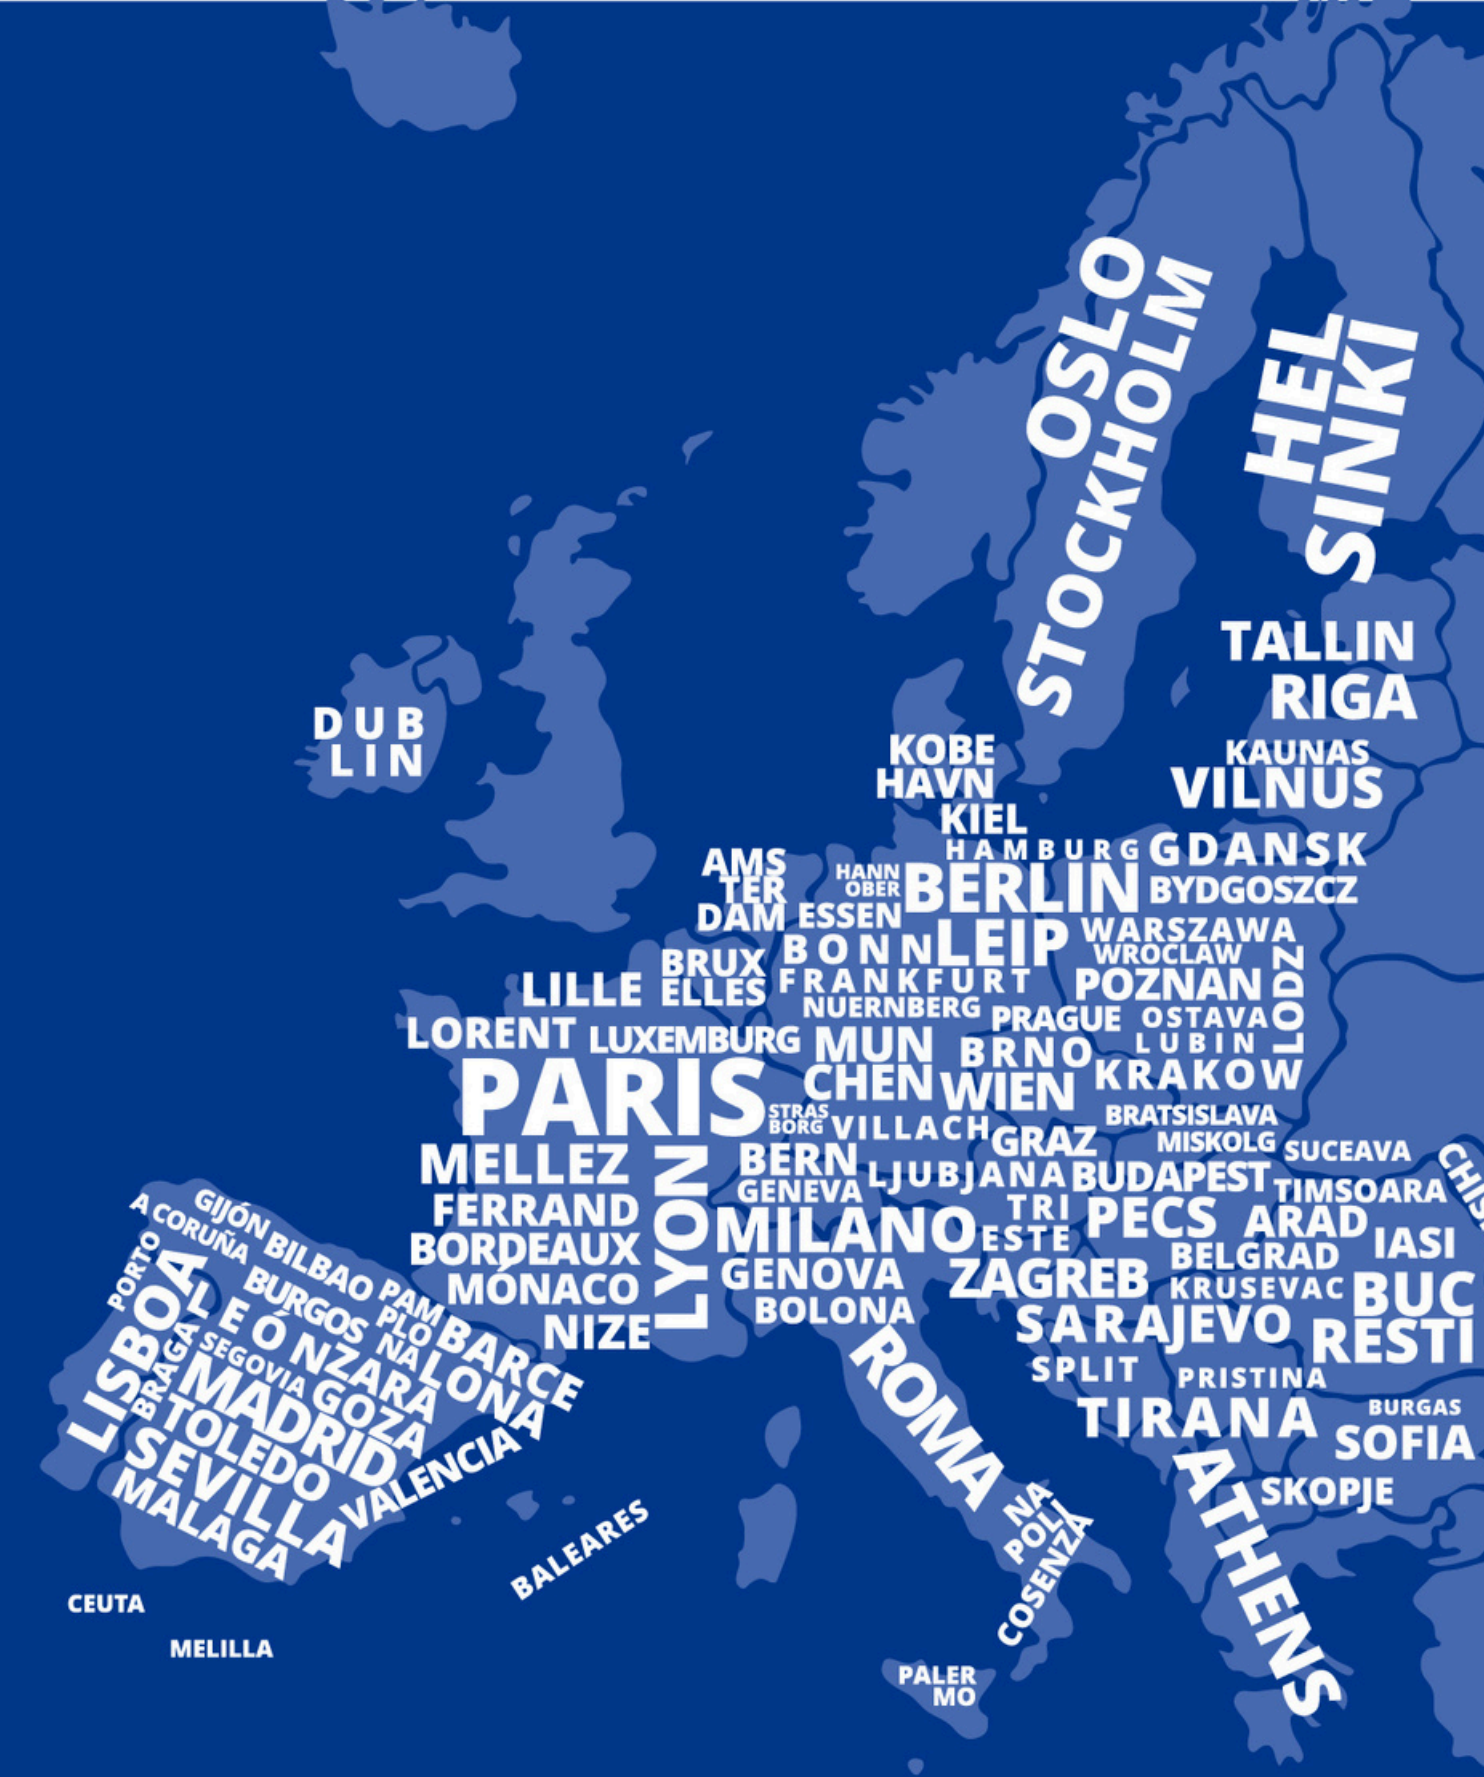 OSLO
STOCKHOLM
HEL
SINKI
TALLIN
RIGA
DUB
LIN
KOBE
HAVN
KAUNAS
VILNUS
KIEL
HAMBURG
GDANSK
AMS
TER
DAM
HANN
OBER
BERLIN
BYDGOSZCZ
ESSEN
BONN
LEIP
WARSZAWA
WROCLAW
LODZ
BRUX
ELLES
LILLE
FRANKFURT
POZNAN
NUERNBERG
PRAGUE
OSTAVA
LORENT
LUXEMBURG
MUN
CHEN
BRNO
LUBIN
PARIS
WIEN
KRAKOW
STRAS
BORG
VILLACH
GRAZ
BRATSISLAVA
MISKOLG
SUCEAVA
MELLEZ
LYON
BERN
GENEVA
LJUBJANA
BUDAPEST
TIMSOARA
CHIS
FERRAND
MILANO
TRI
ESTE
PECS
ARAD
IASI
BORDEAUX
GENOVA
ZAGREB
BELGRAD
KRUSEVAC
BUC
RESTI
MÓNACO
BOLONA
SARAJEVO
NIZE
SPLIT
PRISTINA
ROMA
TIRANA
BURGAS
SOFIA
ATHENS
SKOPJE
NA
POLI
COSENZA
PALER
MO
GIJÓN
A CORUÑA
BILBAO
PAM
PLO
NA
PORTO
LISBOA
BRAGA
BURGOS
BARCE
LONA
LEÓN
ZARA
GOZA
SEGOVIA
MADRID
TOLEDO
SEVILLA
MALAGA
VALENCIA
BALEARES
CEUTA
MELILLA